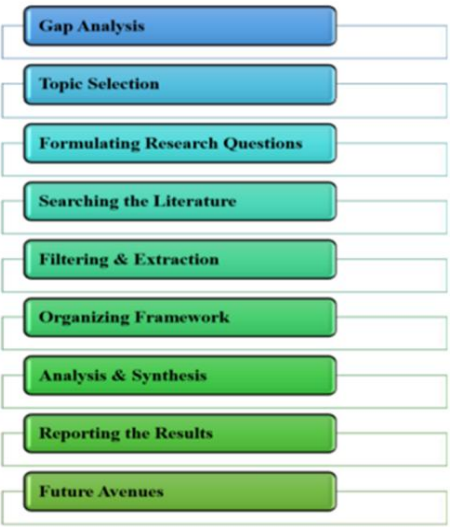 Gap Analysis
Topic Selection
Formulating Research Questions
Searching the Literature
Filtering & Extraction
Organizing Framework
Analysis & Synthesis
Reporting the Results
Future Avenues